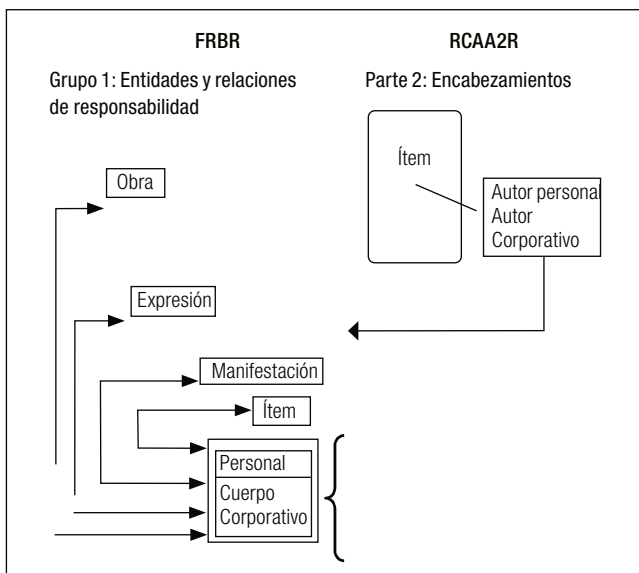 FRBR
Grupo 1: Entidades y relaciones
de responsabilidad
Obra
Expresión
Manifestación
Ítem
Personal
Cuerpo
Corporativo
RCAA2R
Parte 2: Encabezamientos
Ítem
Autor personal
Autor
Corporativo